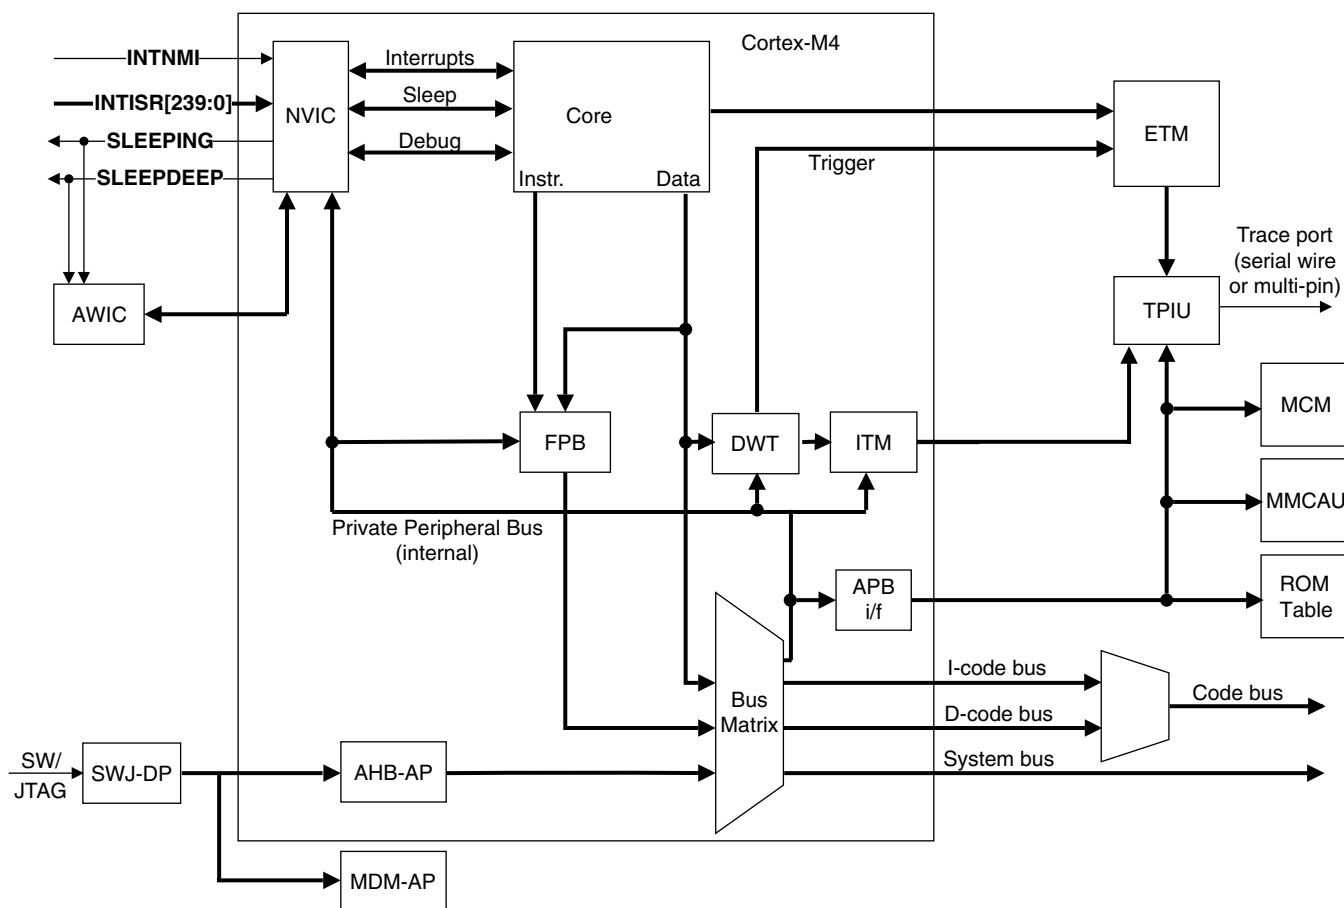 Cortex-M4
INTNMI
INTISR[239:0]
SLEEPING
SLEEPDEEP
NVIC
Interrupts
Sleep
Debug
Core
Instr.
Data
Trigger
ETM
AWIC
Trace port
(serial wire
or multi-pin)
TPIU
MCM
FPB
DWT
ITM
MMCAU
Private Peripheral Bus
(internal)
APB
i/f
ROM
Table
Bus
Matrix
I-code bus
D-code bus
System bus
Code bus
SW/
JTAG
SWJ-DP
AHB-AP
MDM-AP